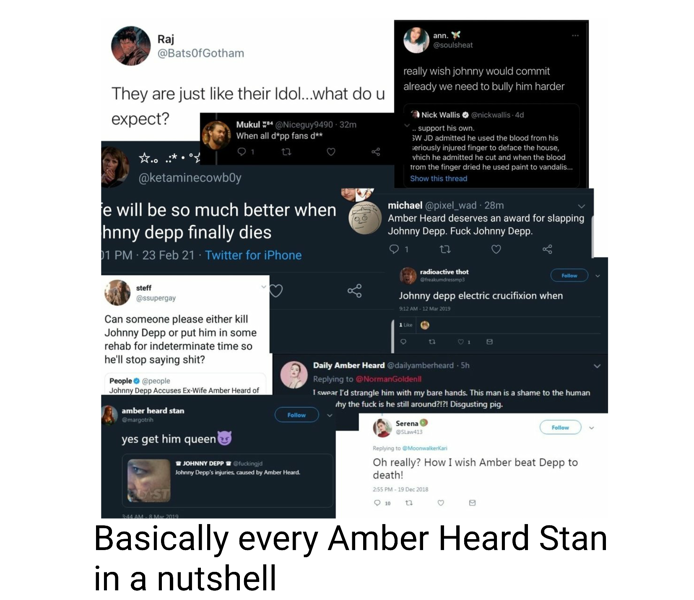 Raj
@BatsOfGotham
They are just like their Idol...what do u
expect?
ann.
@soulsheat
really wish johnny would commit
already we need to bully him harder
Nick Wallis @nickwallis · 4d
.. support his own.
SW JD admitted he used the blood from his
seriously injured finger to deface the house,
which he admitted he cut and when the blood
from the finger dried he used paint to vandalis...
Show this thread
Mukul @Niceguy9490 · 32m
When all d*pp fans d**
1
@ketaminecowb0y
fe will be so much better when
hnny depp finally dies
01 PM · 23 Feb 21 · Twitter for iPhone
michael @pixel_wad · 28m
Amber Heard deserves an award for slapping
Johnny Depp. Fuck Johnny Depp.
1
radioactive thot
Follow
Johnny depp electric crucifixion when
9:12 AM - 12 Mar 2019
1 Like
1
steff
@ssupergay
Can someone please either kill
Johnny Depp or put him in some
rehab for indeterminate time so
he'll stop saying shit?
People @people
Johnny Depp Accuses Ex-Wife Amber Heard of
Daily Amber Heard @dailyamberheard · 5h
Replying to @NormanGoldenII
I swear I'd strangle him with my bare hands. This man is a shame to the human
why the fuck is he still around?!?! Disgusting pig.
amber heard stan
@margotrih
Follow
yes get him queen😈
JOHNNY DEPP @fuckingjol
Johnny Depp's injuries, caused by Amber Heard.
3:44 AM - 8 Mar 2019
Serena
@SLaw413
Follow
Replying to @MoonwalkerKari
Oh really? How I wish Amber beat Depp to
death!
2:55 PM - 19 Dec 2018
10
Basically every Amber Heard Stan
in a nutshell